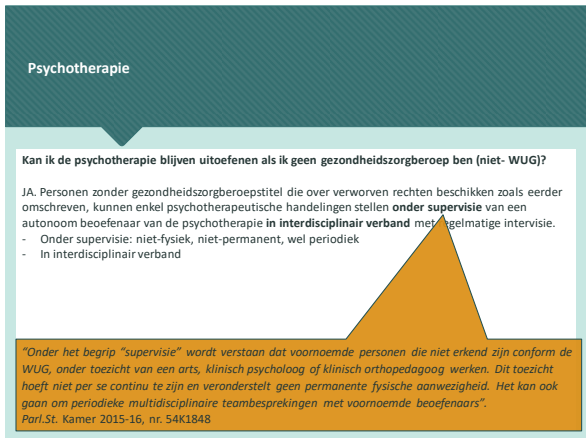 Psychotherapie
Kan ik de psychotherapie blijven uitoefenen als ik geen gezondheidszorgberoep ben (niet- WUG)?
JA. Personen zonder gezondheidszorgberoepstitel die over verworven rechten beschikken zoals eerder
omschreven, kunnen enkel psychotherapeutische handelingen stellen onder supervisie van een
autonoom beoefenaar van de psychotherapie in interdisciplinair verband met regelmatige intervisie.
- Onder supervisie: niet-fysiek, niet-permanent, wel periodiek
- In interdisciplinair verband
“Onder het begrip “supervisie” wordt verstaan dat voornoemde personen die niet erkend zijn conform de
WUG, onder toezicht van een arts, klinisch psycholoog of klinisch orthopedagoog werken. Dit toezicht
hoeft niet per se continu te zijn en veronderstelt geen permanente fysische aanwezigheid. Het kan ook
gaan om periodieke multidisciplinaire teambesprekingen met voornoemde beoefenaars”.
Parl.St. Kamer 2015-16, nr. 54K1848